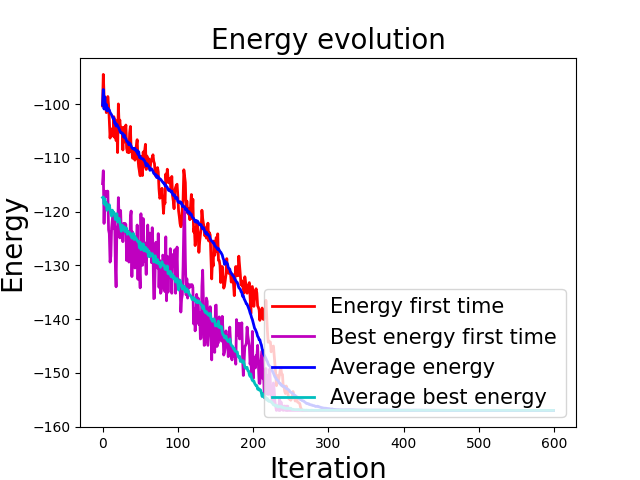 Energy evolution
Energy
−100
−110
−120
−130
−140
−150
−160
Energy first time
Best energy first time
Average energy
Average best energy
0 100 200 300 400 500 600
Iteration